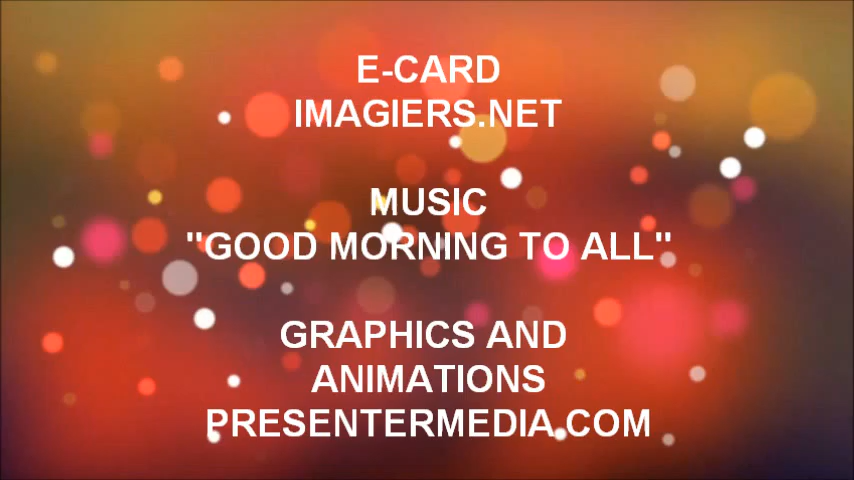 E-CARD
IMAGIERS.NET
MUSIC
"GOOD MORNING TO ALL"
GRAPHICS AND
ANIMATIONS
PRESENTERMEDIA.COM